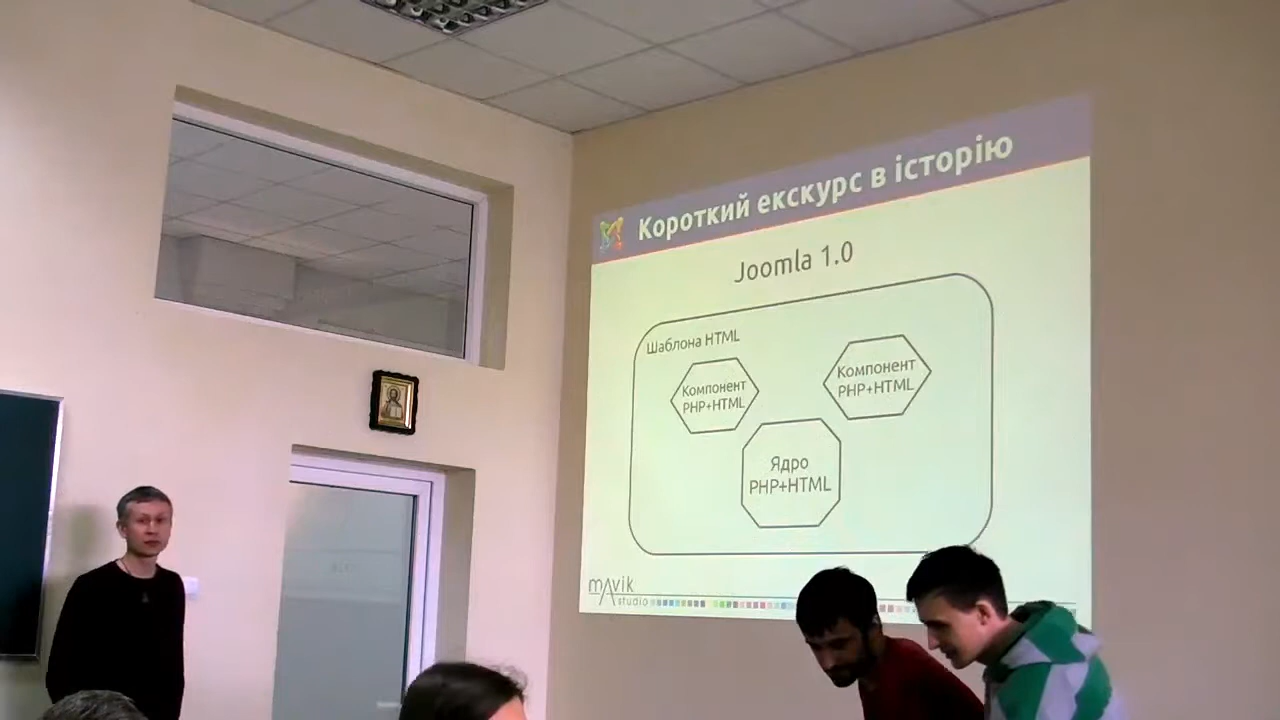 Короткий екскурс в історію
Joomla 1.0
Шаблона HTML
Компонент
PHP+HTML
Компонент
PHP+HTML
Ядро
PHP+HTML
mavik
studio